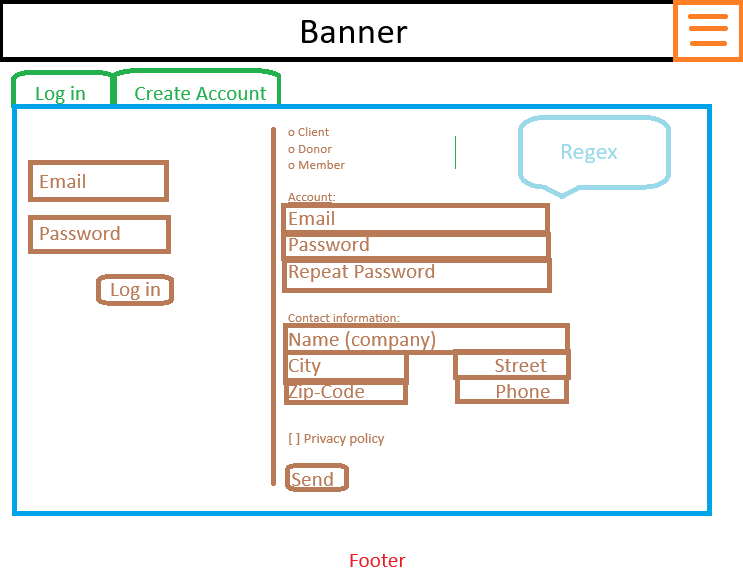 Banner
Log in
Create Account
Email
Password
Log in
o Client
o Donor
o Member
Regex
Account:
Email
Password
Repeat Password
Contact information:
Name (company)
City
Street
Zip-Code
Phone
[ ] Privacy policy
Send
Footer